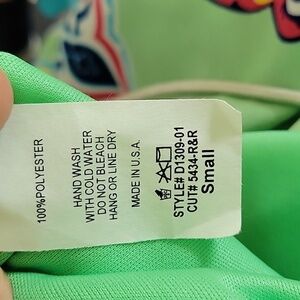 100%POLYESTER
HAND WASH
WITH COLD WATER
DO NOT BLEACH
HANG OR LINE DRY
MADE IN U.S.A.
STYLE# D1309-01
CUT# 5434-R&R
Small